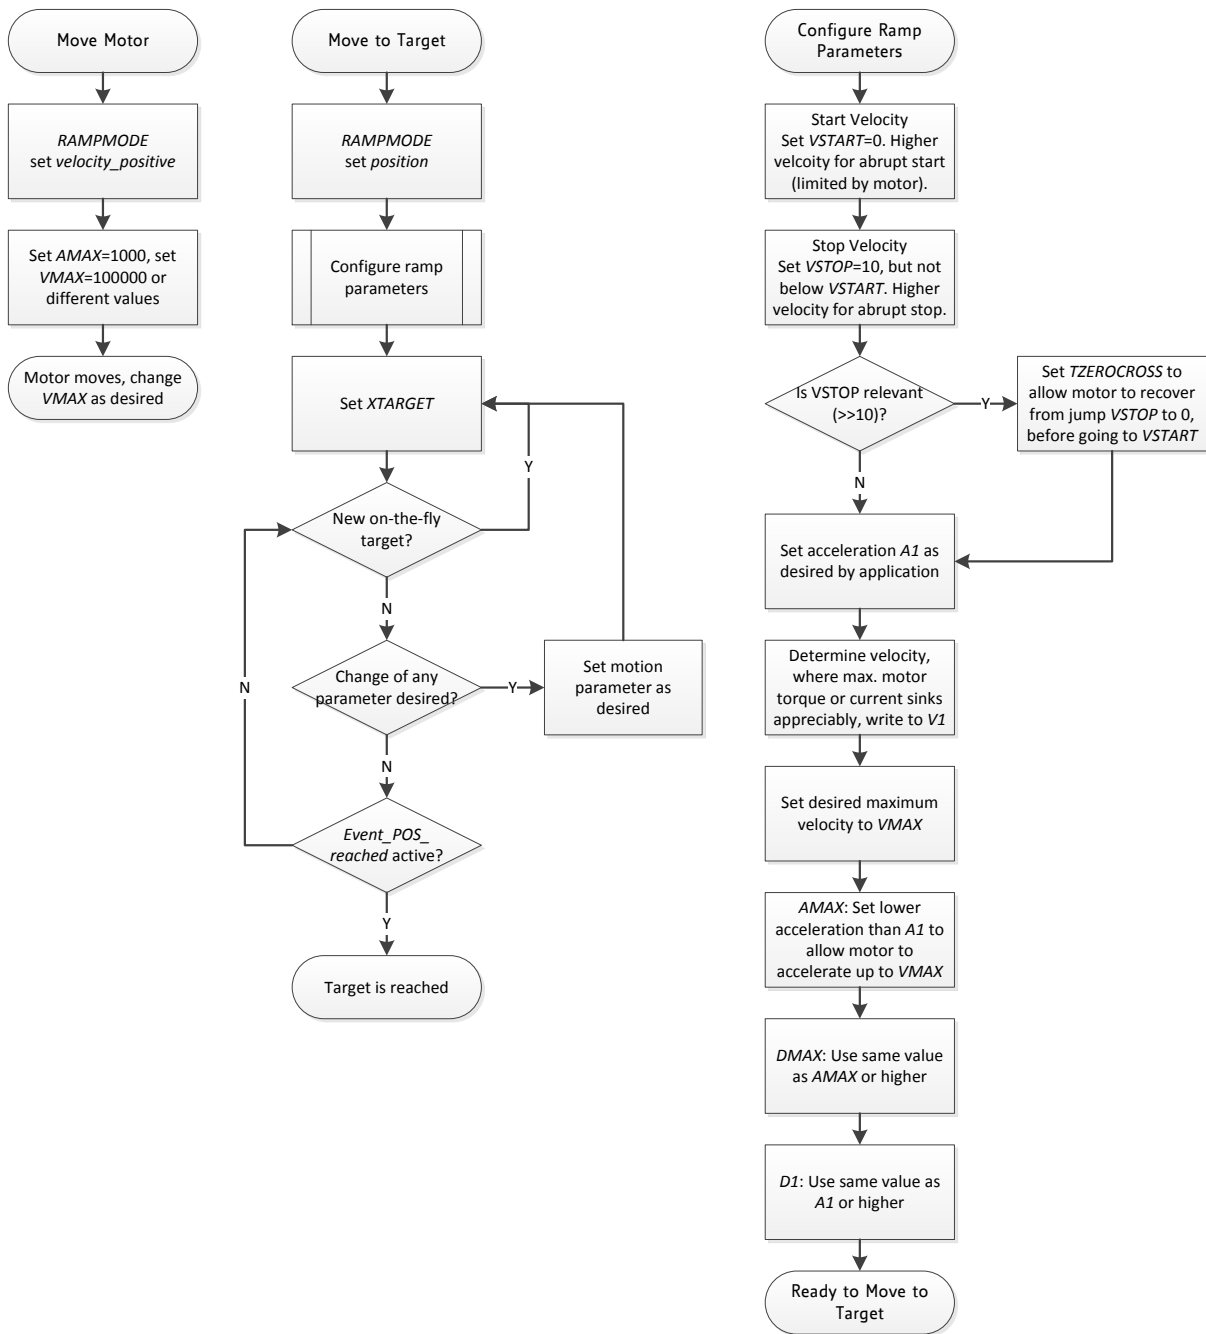 Move Motor
RAMPMODE
set velocity_positive
Set AMAX=1000, set
VMAX=100000 or
different values
Motor moves, change
VMAX as desired
Move to Target
RAMPMODE
set position
Configure ramp
parameters
Set XTARGET
New on-the-fly
target?
Y
N
Change of any
parameter desired?
Y
Set motion
parameter as
desired
N
Event_POS_
reached active?
N
Y
Target is reached
Configure Ramp
Parameters
Start Velocity
Set VSTART=0. Higher
velcoity for abrupt start
(limited by motor).
Stop Velocity
Set VSTOP=10, but not
below VSTART. Higher
velocity for abrupt stop.
Is VSTOP relevant
(>>10)?
Y
Set TZEROCROSS to
allow motor to recover
from jump VSTOP to 0,
before going to VSTART
N
Set acceleration A1 as
desired by application
Determine velocity,
where max. motor
torque or current sinks
appreciably, write to V1
Set desired maximum
velocity to VMAX
AMAX: Set lower
acceleration than A1 to
allow motor to
accelerate up to VMAX
DMAX: Use same value
as AMAX or higher
D1: Use same value as
A1 or higher
Ready to Move to
Target